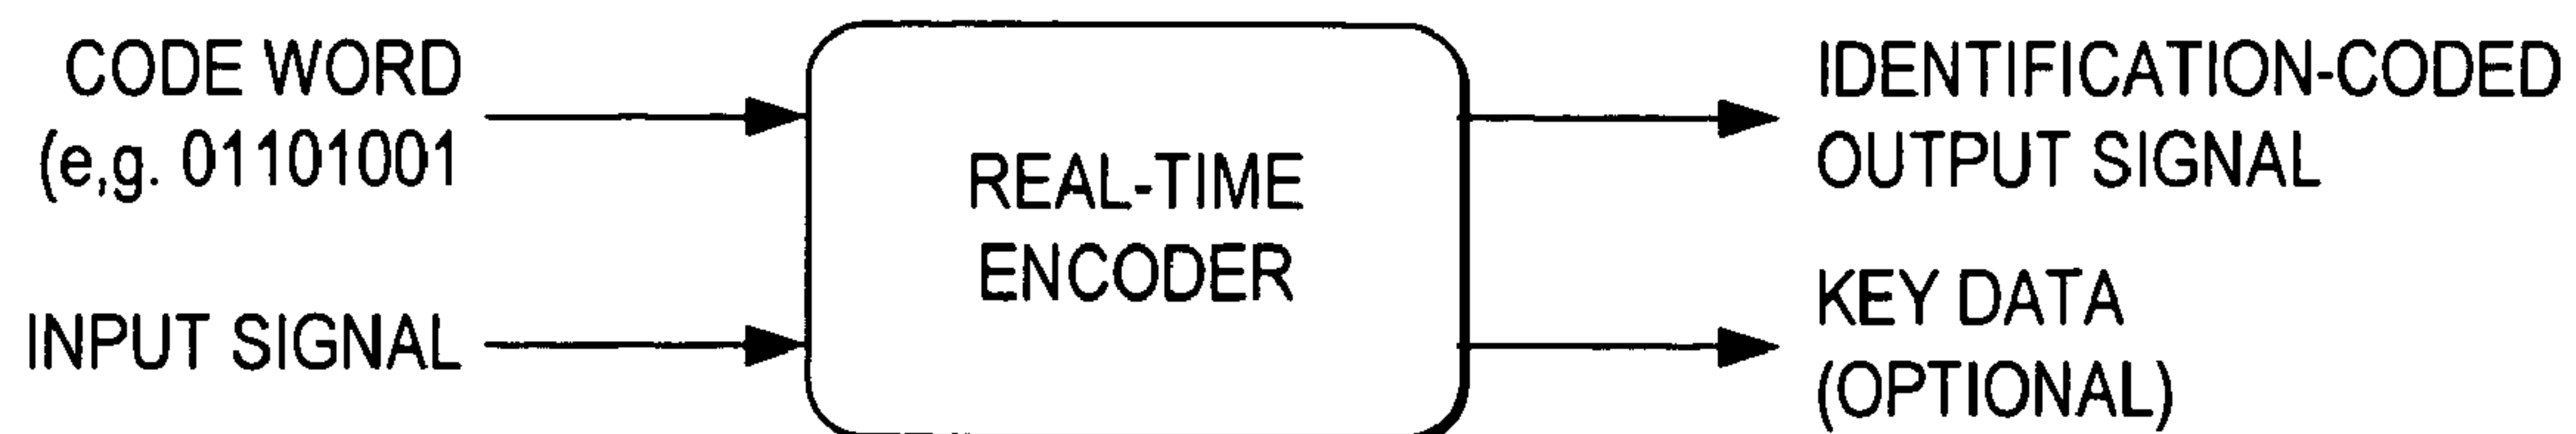 CODE WORD
(e,g. 01101001
INPUT SIGNAL
REAL-TIME
ENCODER
IDENTIFICATION-CODED
OUTPUT SIGNAL
KEY DATA
(OPTIONAL)